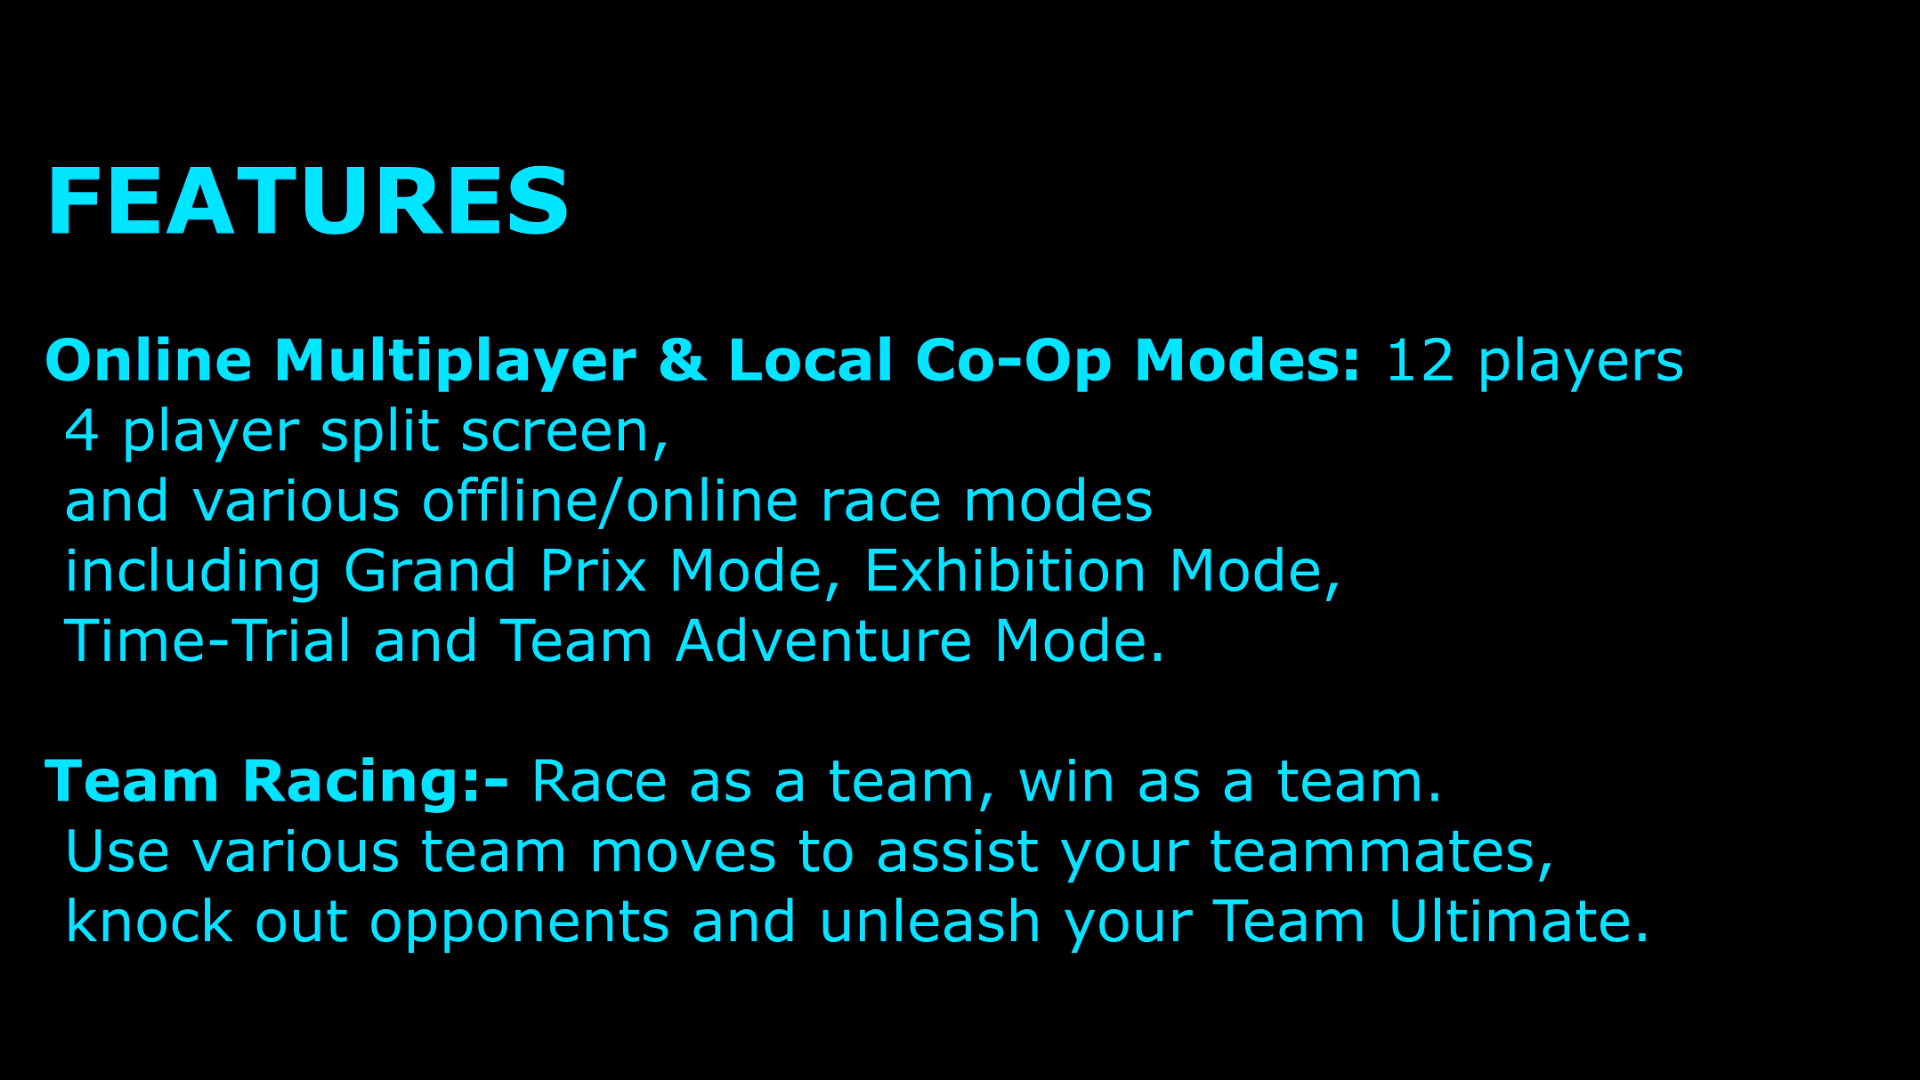 FEATURES
Online Multiplayer & Local Co-Op Modes: 12 players
4 player split screen,
and various offline/online race modes
including Grand Prix Mode, Exhibition Mode,
Time-Trial and Team Adventure Mode.
Team Racing:- Race as a team, win as a team.
Use various team moves to assist your teammates,
knock out opponents and unleash your Team Ultimate.